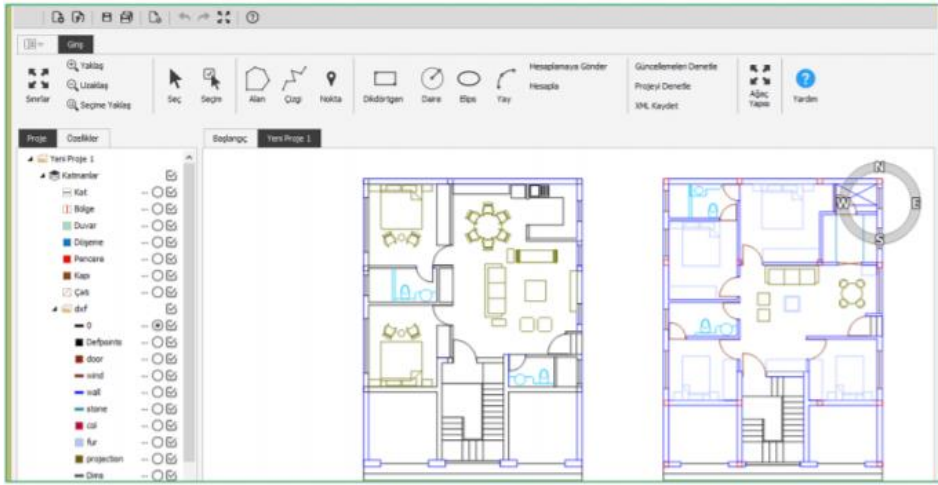 Giriş
Yaklaş
Uzaklaş
Seçime Yaklaş
Sınırlar
Seç
Seçim
Alan
Çizgi
Nokta
Dikdörtgen
Daire
Elips
Yay
Hesaplamaya Gönder
Hesapla
Güncellemeleri Denetle
Projeyi Denetle
XML Kaydet
Ağaç
Yapısı
Yardım
Proje
Özellikler
Başlangıç
Yeni Proje 1
Yeni Proje 1
Katmanlar
Kat
Bölge
Duvar
Döşeme
Pencere
Kapı
Çatı
dxf
0
Defpoints
door
wind
wall
stone
col
fur
projection
Dims
N
W
E
S